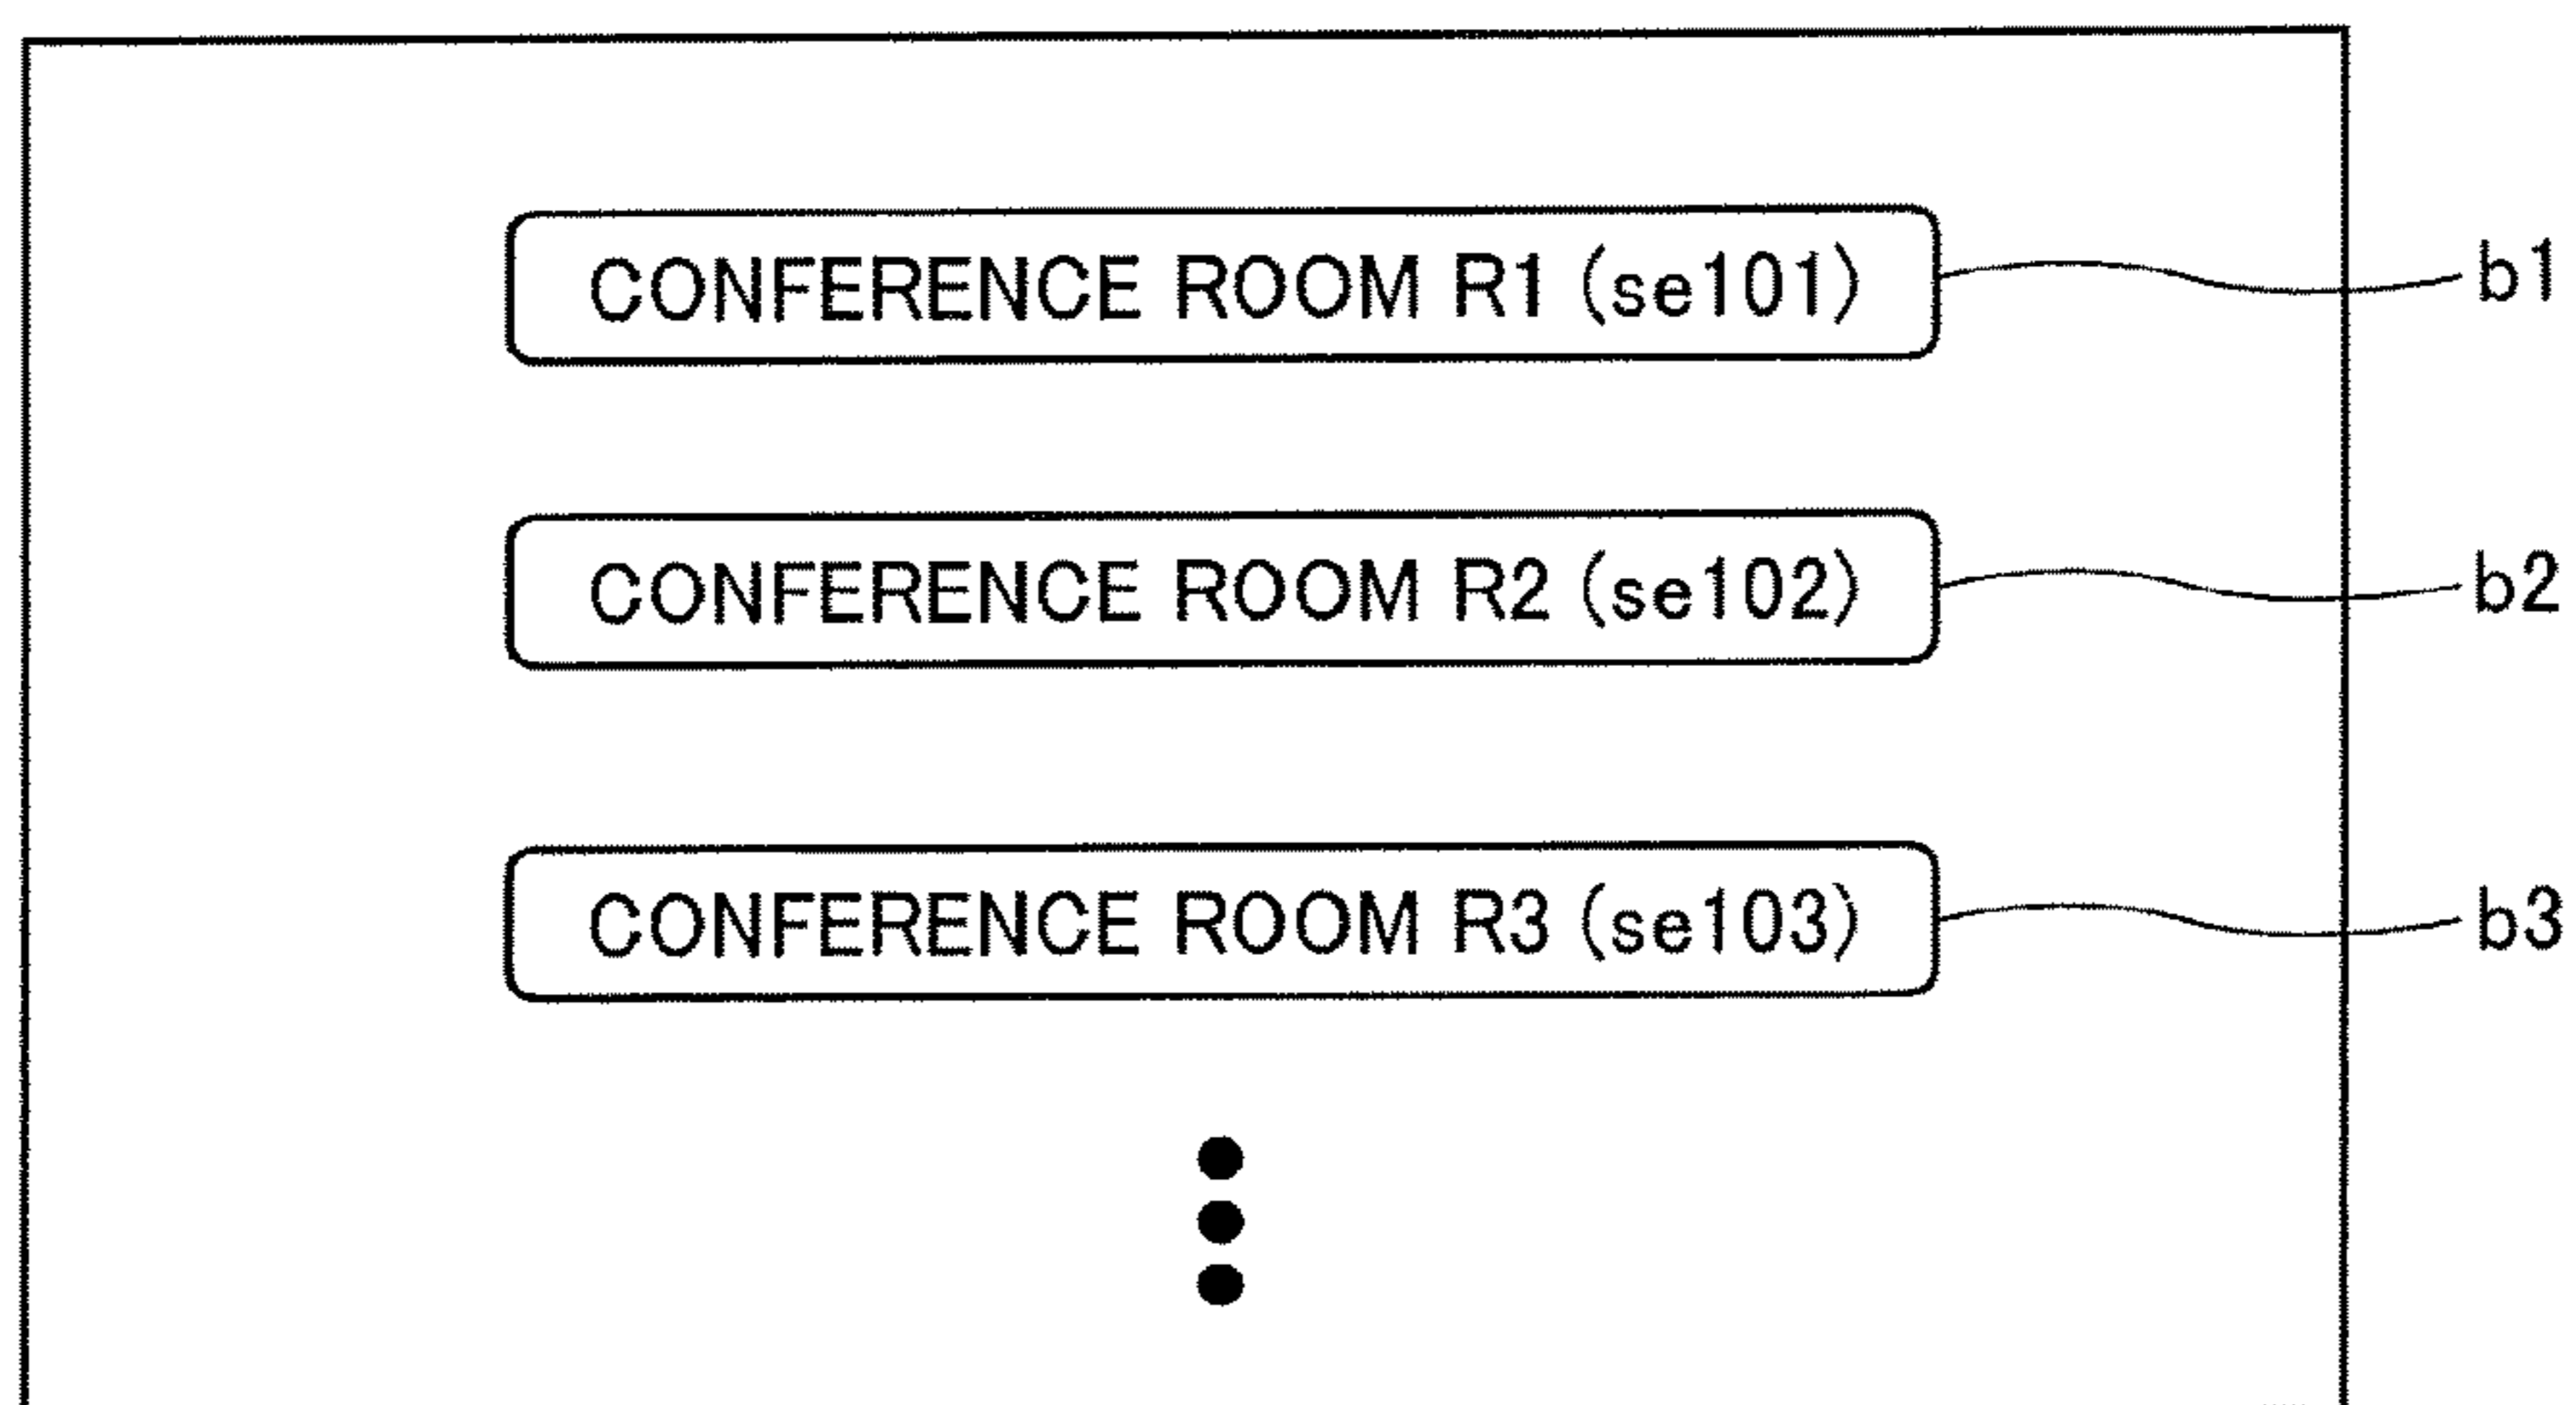 CONFERENCE ROOM R1 (se101) b1
CONFERENCE ROOM R2 (se102) b2
CONFERENCE ROOM R3 (se103) b3